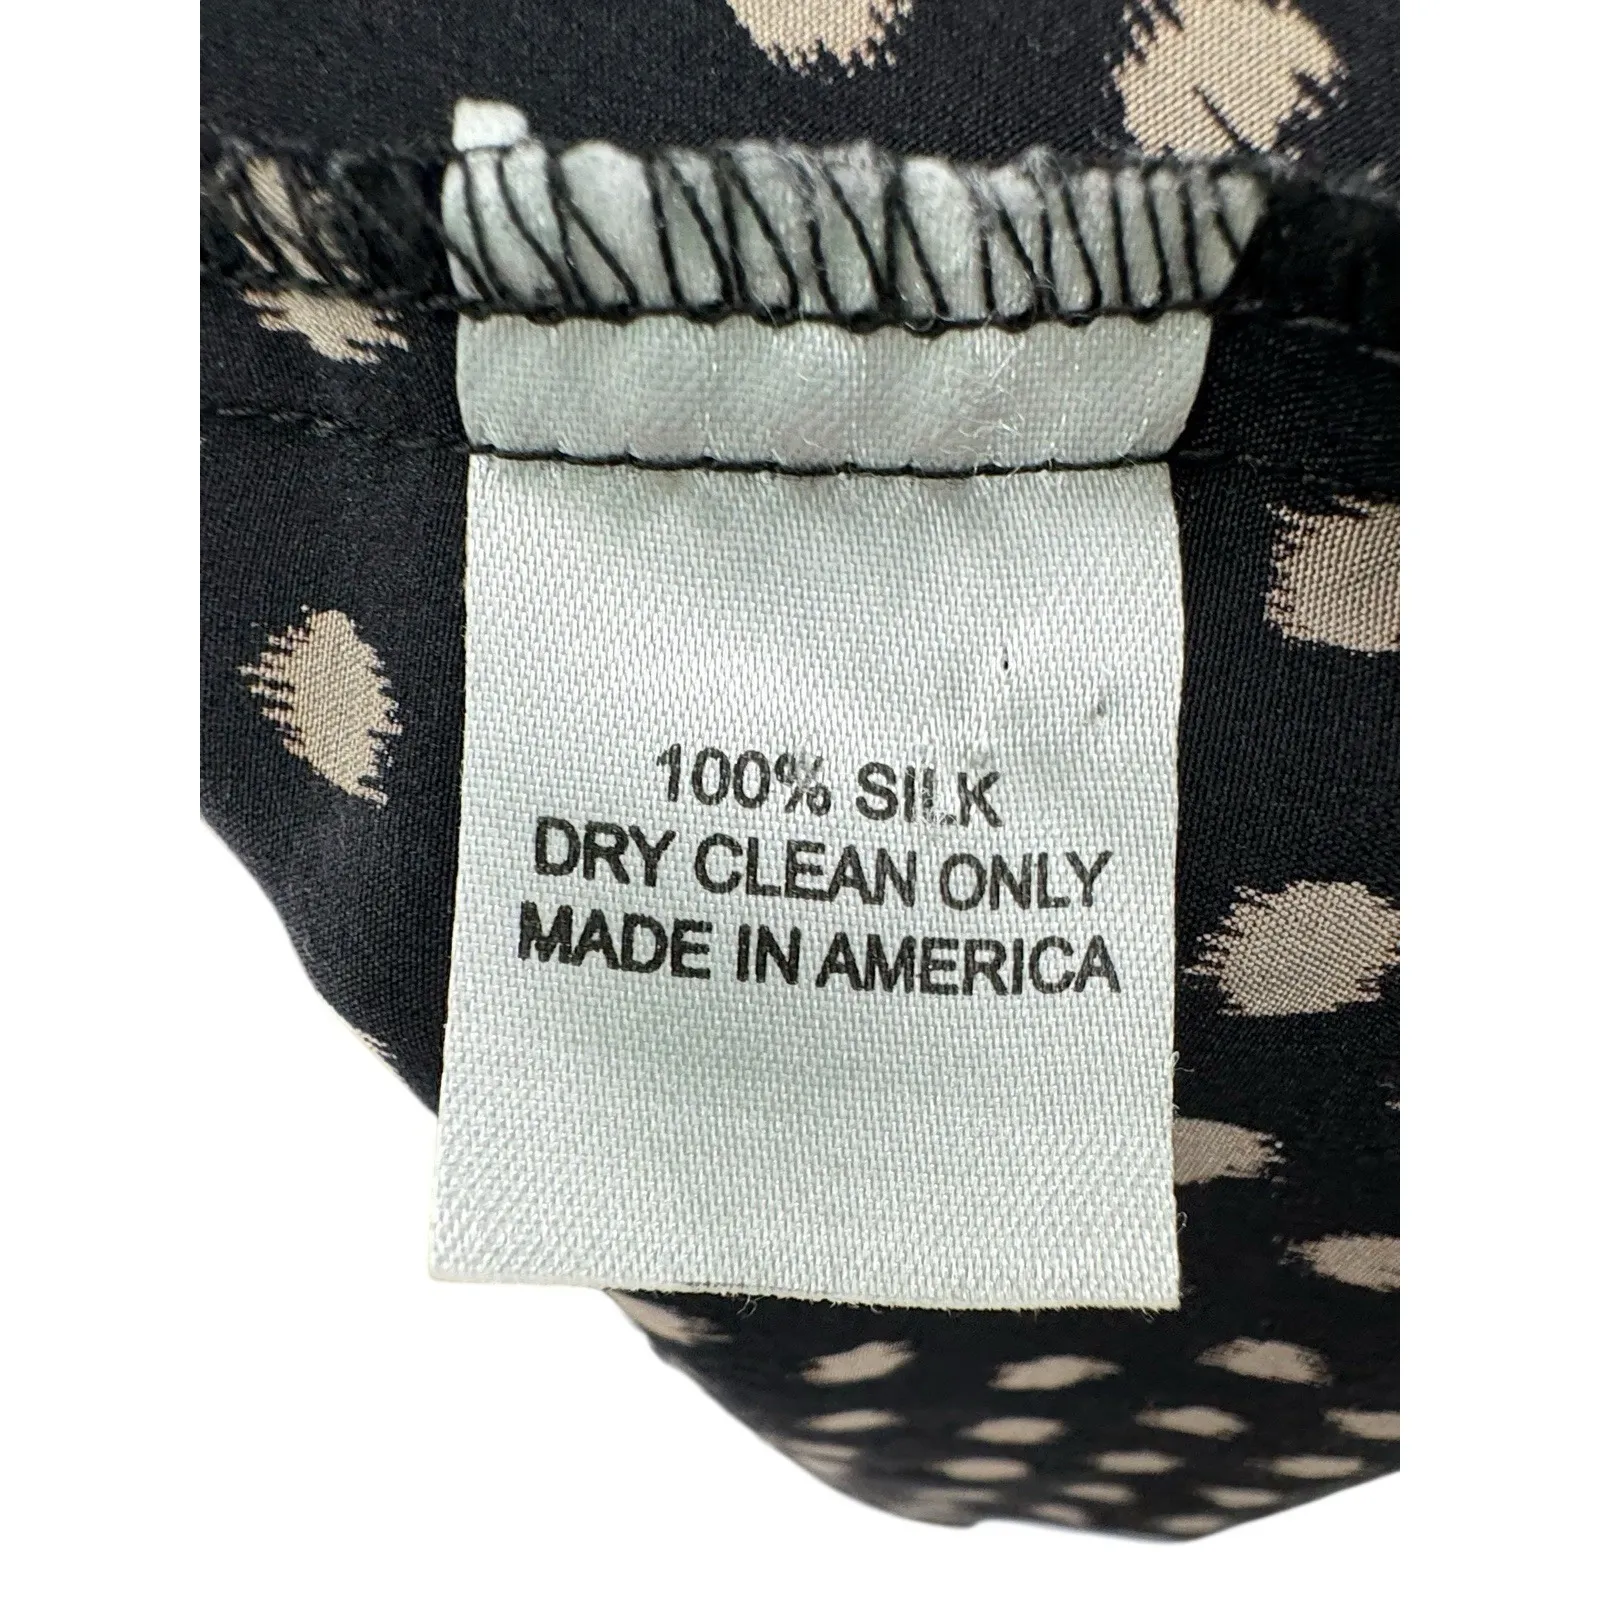 100% SILK
DRY CLEAN ONLY
MADE IN AMERICA